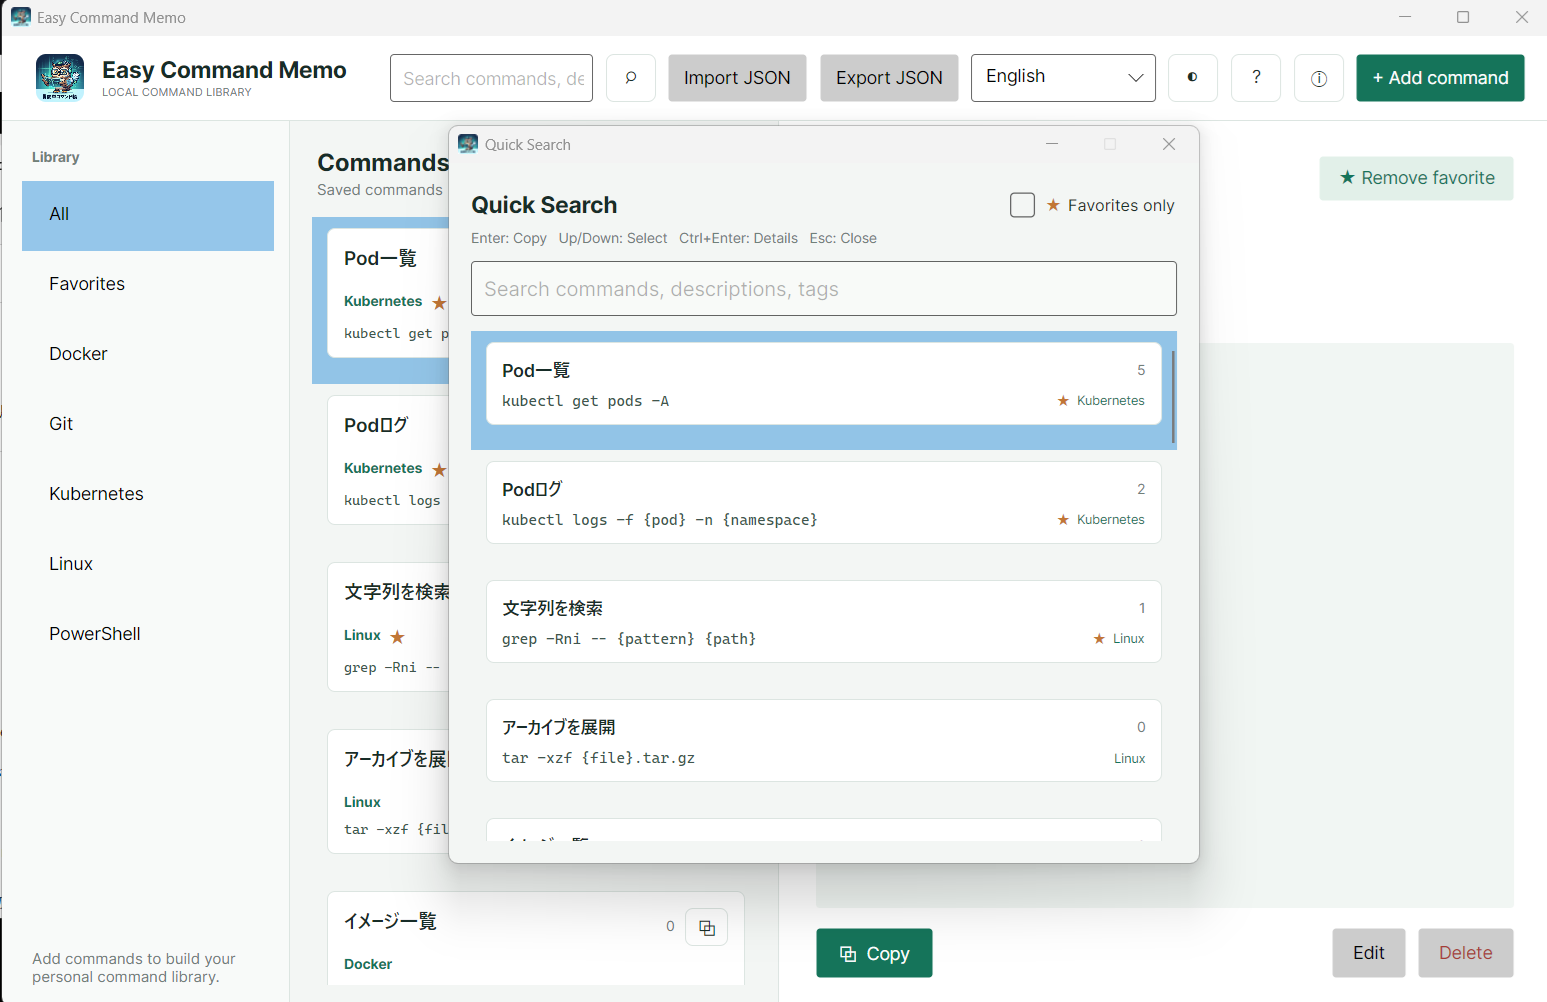 Easy Command Memo
Easy Command Memo
LOCAL COMMAND LIBRARY
Search commands, de
Import JSON
Export JSON
English
?
+ Add command
Library
All
Favorites
Docker
Git
Kubernetes
Linux
PowerShell
Add commands to build your
personal command library.
Commands
Saved commands
Pod一覧
Kubernetes ★
kubectl get p
Podログ
Kubernetes ★
kubectl logs
文字列を検索
Linux ★
grep -Rni --
アーカイブを展
Linux
tar -xzf {fil
イメージ一覧
0
Docker
Quick Search
Quick Search
★ Favorites only
Enter: Copy Up/Down: Select Ctrl+Enter: Details Esc: Close
Search commands, descriptions, tags
Pod一覧
5
kubectl get pods -A
★ Kubernetes
Podログ
2
kubectl logs -f {pod} -n {namespace}
★ Kubernetes
文字列を検索
1
grep -Rni -- {pattern} {path}
★ Linux
アーカイブを展開
0
tar -xzf {file}.tar.gz
Linux
★ Remove favorite
Copy
Edit
Delete